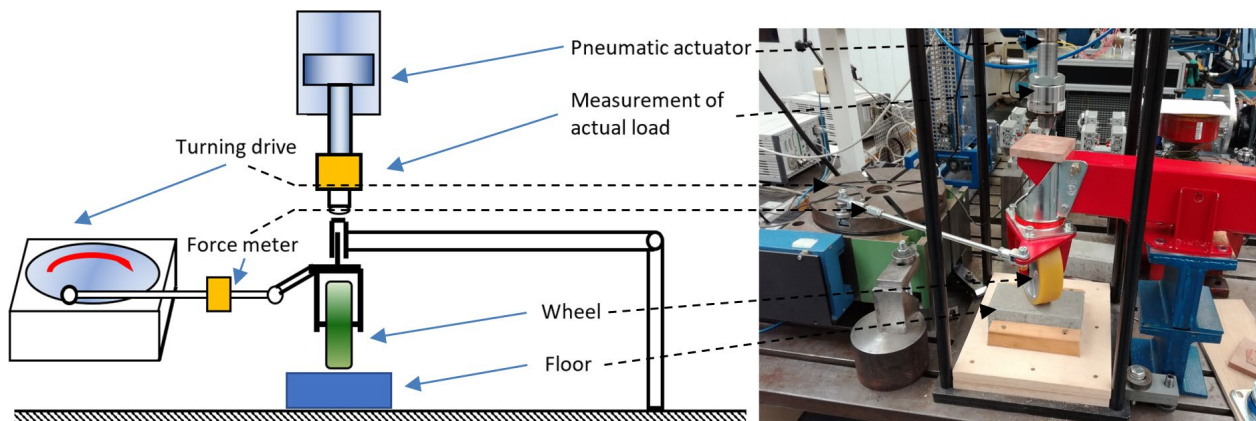 Pneumatic actuator
Measurement of
actual load
Turning drive
Force meter
Wheel
Floor